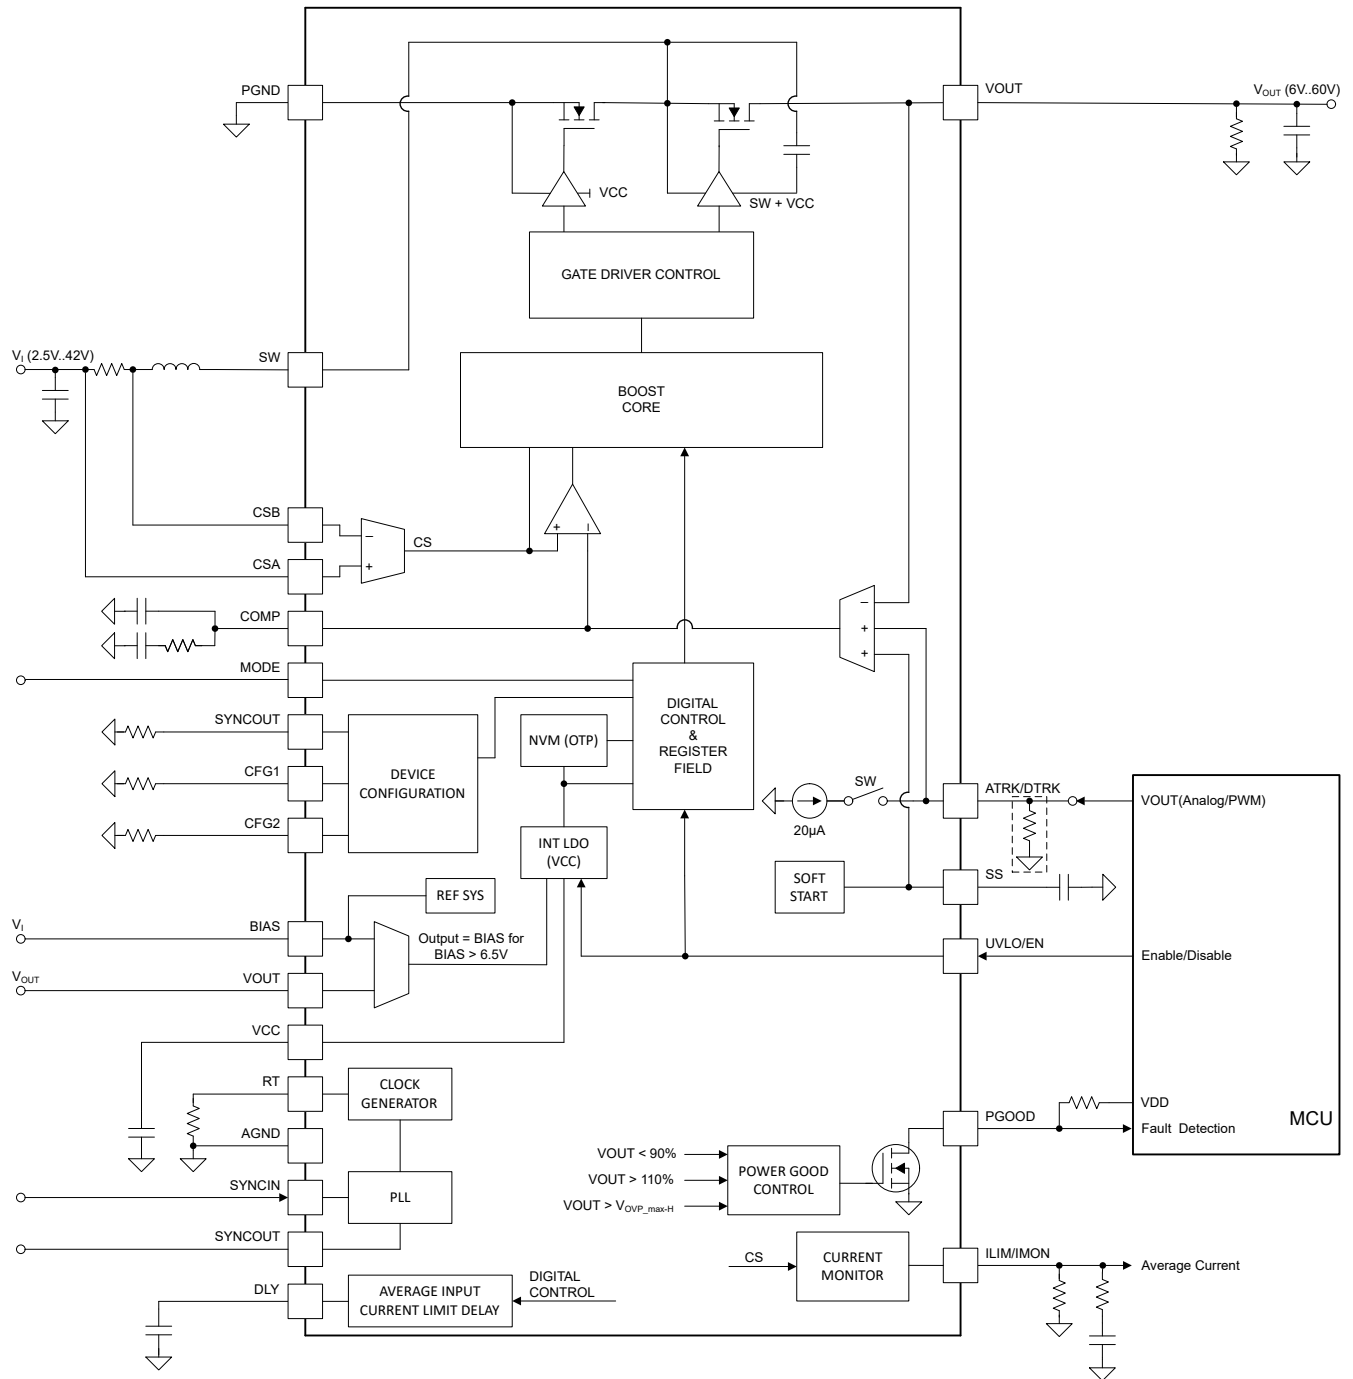 PGND
VOUT
V_OUT (6V..60V)
VCC
SW + VCC
GATE DRIVER CONTROL
V_I (2.5V..42V)
SW
BOOST
CORE
CSB
−
+
−
CS
CSA
+
COMP
−
+
+
MODE
SYNCOUT
DIGITAL
CONTROL
&
REGISTER
FIELD
NVM (OTP)
CFG1
DEVICE
CONFIGURATION
SW
ATRK/DTRK
VOUT(Analog/PWM)
CFG2
20µA
INT LDO
(VCC)
SOFT
START
SS
REF SYS
V_I
BIAS
Output = BIAS for
BIAS > 6.5V
UVLO/EN
Enable/Disable
V_OUT
VOUT
VCC
RT
CLOCK
GENERATOR
VDD
PGOOD
MCU
Fault Detection
AGND
VOUT < 90%
VOUT > 110%
VOUT > V_OVP_max-H
POWER GOOD
CONTROL
SYNCIN
PLL
SYNCOUT
CS
CURRENT
MONITOR
ILIM/IMON
Average Current
DLY
AVERAGE INPUT
CURRENT LIMIT DELAY
DIGITAL
CONTROL